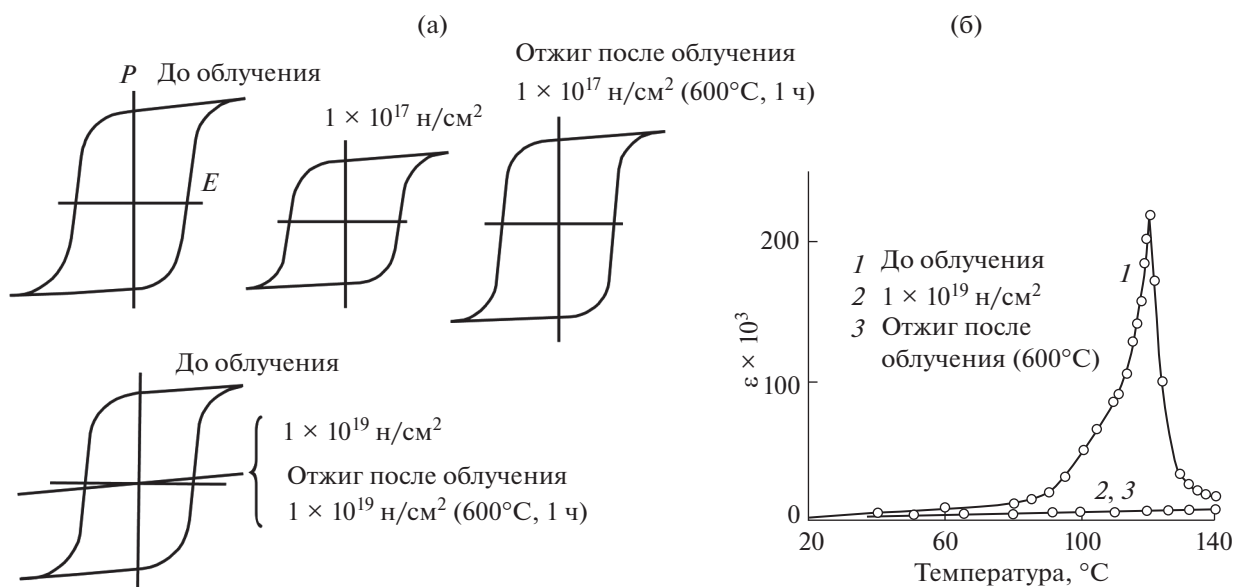 (а)
P До облучения
E
1 × 10¹⁷ н/см²
Отжиг после облучения
1 × 10¹⁷ н/см² (600°C, 1 ч)
До облучения
1 × 10¹⁹ н/см²
Отжиг после облучения
1 × 10¹⁹ н/см² (600°C, 1 ч)
(б)
ε × 10³
200
100
0
1 До облучения
2 1 × 10¹⁹ н/см²
3 Отжиг после
облучения (600°C)
1
2, 3
20 60 100 140
Температура, °C